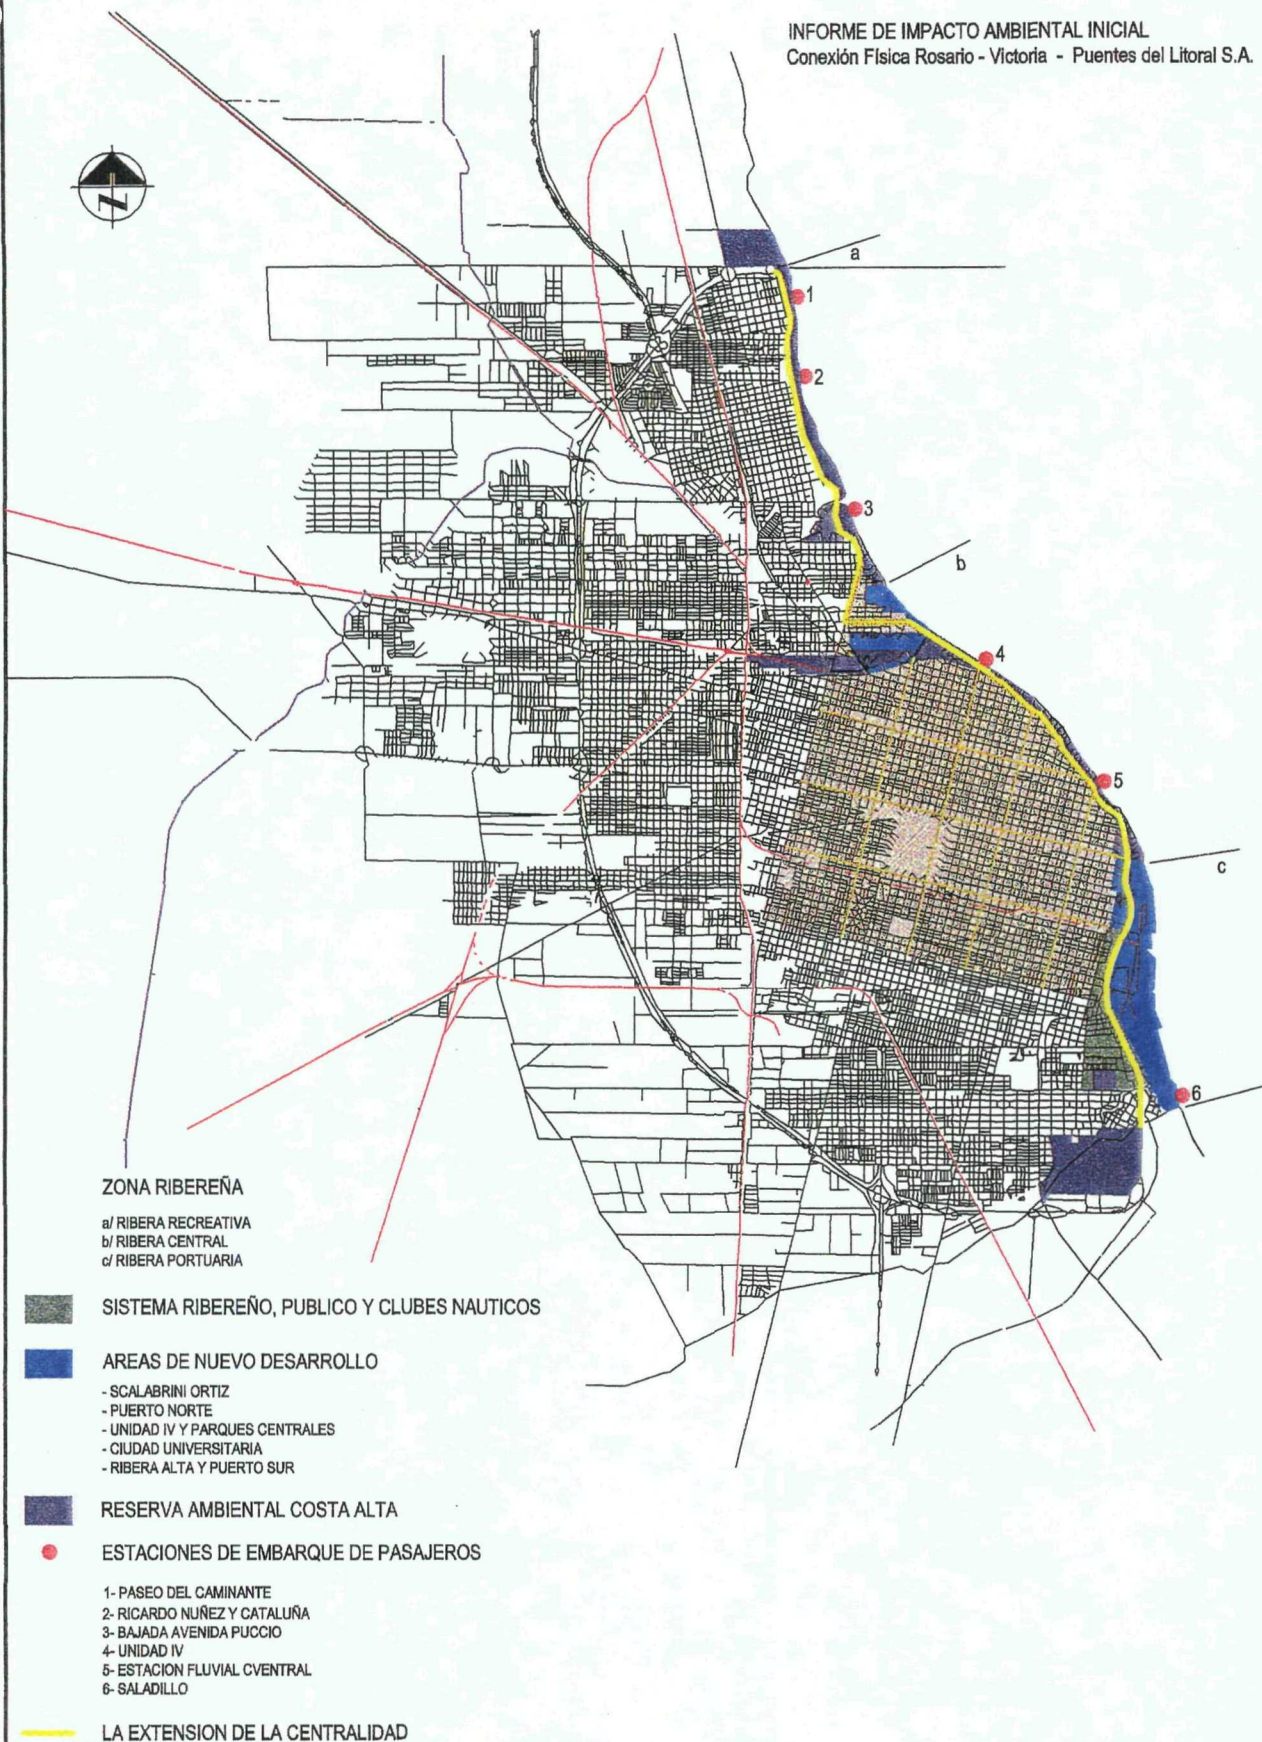 INFORME DE IMPACTO AMBIENTAL INICIAL
Conexión Física Rosario - Victoria - Puentes del Litoral S.A.
N
a
1
2
3
b
4
5
c
6
ZONA RIBEREÑA
a/ RIBERA RECREATIVA
b/ RIBERA CENTRAL
c/ RIBERA PORTUARIA
SISTEMA RIBEREÑO, PUBLICO Y CLUBES NAUTICOS
AREAS DE NUEVO DESARROLLO
- SCALABRINI ORTIZ
- PUERTO NORTE
- UNIDAD IV Y PARQUES CENTRALES
- CIUDAD UNIVERSITARIA
- RIBERA ALTA Y PUERTO SUR
RESERVA AMBIENTAL COSTA ALTA
ESTACIONES DE EMBARQUE DE PASAJEROS
1- PASEO DEL CAMINANTE
2- RICARDO NUÑEZ Y CATALUÑA
3- BAJADA AVENIDA PUCCIO
4- UNIDAD IV
5- ESTACION FLUVIAL CVENTRAL
6- SALADILLO
LA EXTENSION DE LA CENTRALIDAD